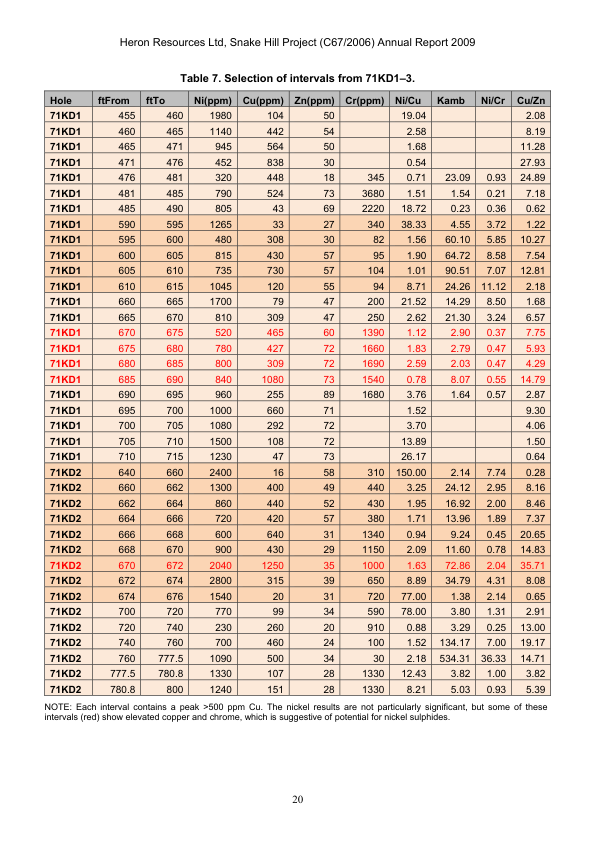 Heron Resources Ltd, Snake Hill Project (C67/2006) Annual Report 2009
Table 7. Selection of intervals from 71KD1–3.
Hole ftFrom ftTo Ni(ppm) Cu(ppm) Zn(ppm) Cr(ppm) Ni/Cu Kamb Ni/Cr Cu/Zn
71KD1 455 460 1980 104 50 19.04 2.08
71KD1 460 465 1140 442 54 2.58 8.19
71KD1 465 471 945 564 50 1.68 11.28
71KD1 471 476 452 838 30 0.54 27.93
71KD1 476 481 320 448 18 345 0.71 23.09 0.93 24.89
71KD1 481 485 790 524 73 3680 1.51 1.54 0.21 7.18
71KD1 485 490 805 43 69 2220 18.72 0.23 0.36 0.62
71KD1 590 595 1265 33 27 340 38.33 4.55 3.72 1.22
71KD1 595 600 480 308 30 82 1.56 60.10 5.85 10.27
71KD1 600 605 815 430 57 95 1.90 64.72 8.58 7.54
71KD1 605 610 735 730 57 104 1.01 90.51 7.07 12.81
71KD1 610 615 1045 120 55 94 8.71 24.26 11.12 2.18
71KD1 660 665 1700 79 47 200 21.52 14.29 8.50 1.68
71KD1 665 670 810 309 47 250 2.62 21.30 3.24 6.57
71KD1 670 675 520 465 60 1390 1.12 2.90 0.37 7.75
71KD1 675 680 780 427 72 1660 1.83 2.79 0.47 5.93
71KD1 680 685 800 309 72 1690 2.59 2.03 0.47 4.29
71KD1 685 690 840 1080 73 1540 0.78 8.07 0.55 14.79
71KD1 690 695 960 255 89 1680 3.76 1.64 0.57 2.87
71KD1 695 700 1000 660 71 1.52 9.30
71KD1 700 705 1080 292 72 3.70 4.06
71KD1 705 710 1500 108 72 13.89 1.50
71KD1 710 715 1230 47 73 26.17 0.64
71KD2 640 660 2400 16 58 310 150.00 2.14 7.74 0.28
71KD2 660 662 1300 400 49 440 3.25 24.12 2.95 8.16
71KD2 662 664 860 440 52 430 1.95 16.92 2.00 8.46
71KD2 664 666 720 420 57 380 1.71 13.96 1.89 7.37
71KD2 666 668 600 640 31 1340 0.94 9.24 0.45 20.65
71KD2 668 670 900 430 29 1150 2.09 11.60 0.78 14.83
71KD2 670 672 2040 1250 35 1000 1.63 72.86 2.04 35.71
71KD2 672 674 2800 315 39 650 8.89 34.79 4.31 8.08
71KD2 674 676 1540 20 31 720 77.00 1.38 2.14 0.65
71KD2 700 720 770 99 34 590 78.00 3.80 1.31 2.91
71KD2 720 740 230 260 20 910 0.88 3.29 0.25 13.00
71KD2 740 760 700 460 24 100 1.52 134.17 7.00 19.17
71KD2 760 777.5 1090 500 34 30 2.18 534.31 36.33 14.71
71KD2 777.5 780.8 1330 107 28 1330 12.43 3.82 1.00 3.82
71KD2 780.8 800 1240 151 28 1330 8.21 5.03 0.93 5.39
NOTE: Each interval contains a peak >500 ppm Cu. The nickel results are not particularly significant, but some of these
intervals (red) show elevated copper and chrome, which is suggestive of potential for nickel sulphides.
20